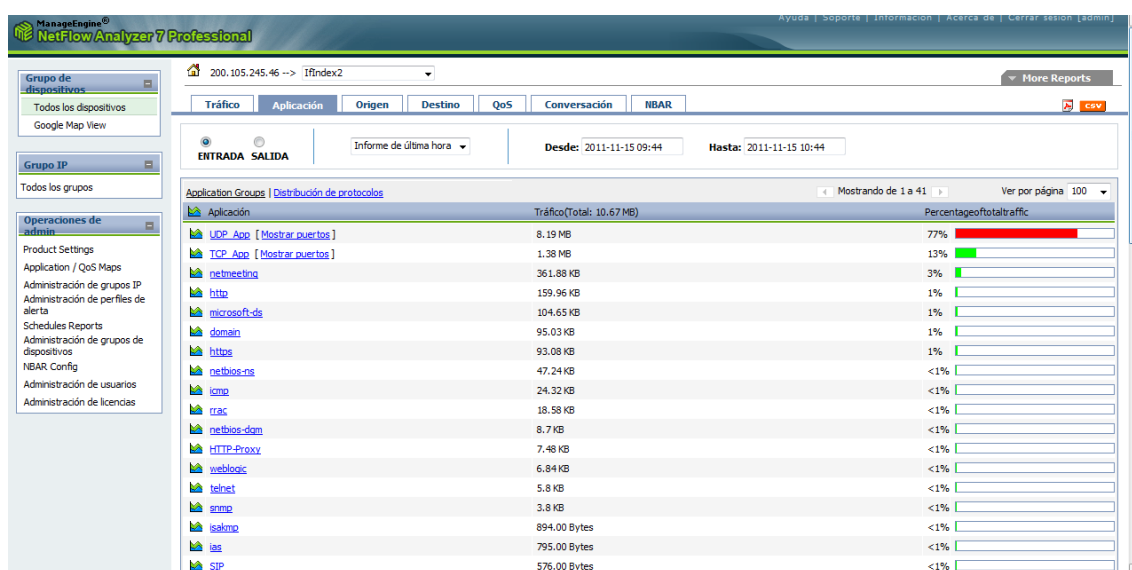 Ayuda | Soporte | Información | Acerca de | Cerrar sesión [admin]
ManageEngine®
NetFlow Analyzer 7 Professional
Grupo de dispositivos
Todos los dispositivos
Google Map View
Grupo IP
Todos los grupos
Operaciones de admin
Product Settings
Application / QoS Maps
Administración de grupos IP
Administración de perfiles de alerta
Schedules Reports
Administración de grupos de dispositivos
NBAR Config
Administración de usuarios
Administración de licencias
200.105.245.46 --> IfIndex2
More Reports
Tráfico Aplicación Origen Destino QoS Conversación NBAR
CSV
ENTRADA SALIDA
Informe de última hora
Desde: 2011-11-15 09:44 Hasta: 2011-11-15 10:44
Application Groups | Distribución de protocolos
Mostrando de 1 a 41
Ver por página 100
Aplicación Tráfico(Total: 10.67 MB) Percentageoftotaltraffic
UDP_App [Mostrar puertos] 8.19 MB 77%
TCP_App [Mostrar puertos] 1.38 MB 13%
netmeeting 361.88 KB 3%
http 159.96 KB 1%
microsoft-ds 104.65 KB 1%
domain 95.03 KB 1%
https 93.08 KB 1%
netbios-ns 47.24 KB <1%
icmp 24.32 KB <1%
rrac 18.58 KB <1%
netbios-dgm 8.7 KB <1%
HTTP-Proxy 7.48 KB <1%
weblogic 6.84 KB <1%
telnet 5.8 KB <1%
snmp 3.8 KB <1%
isakmp 894.00 Bytes <1%
ias 795.00 Bytes <1%
SIP 576.00 Bytes <1%